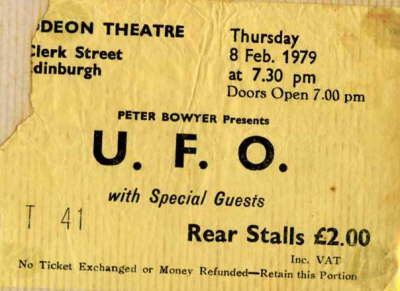 ODEON THEATRE
Clerk Street
Edinburgh
Thursday
8 Feb. 1979
at 7.30 pm
Doors Open 7.00 pm
PETER BOWYER Presents
U. F. O.
with Special Guests
T 41
Rear Stalls £2.00
Inc. VAT
No Ticket Exchanged or Money Refunded—Retain this Portion